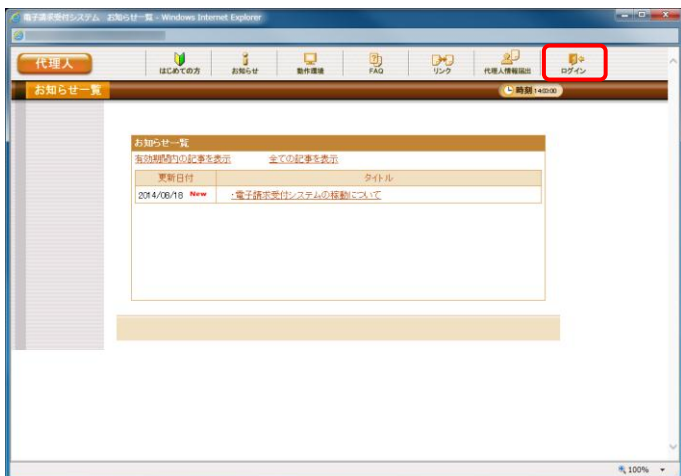 電子請求受付システム お知らせ一覧 - Windows Internet Explorer
代理人
はじめての方
お知らせ
動作環境
FAQ
リンク
代理人情報届出
ログイン
お知らせ一覧
時刻 14:03:00
お知らせ一覧
有効期間内の記事を表示 全ての記事を表示
更新日付 タイトル
2014/08/18 New ・電子請求受付システムの稼動について
100%